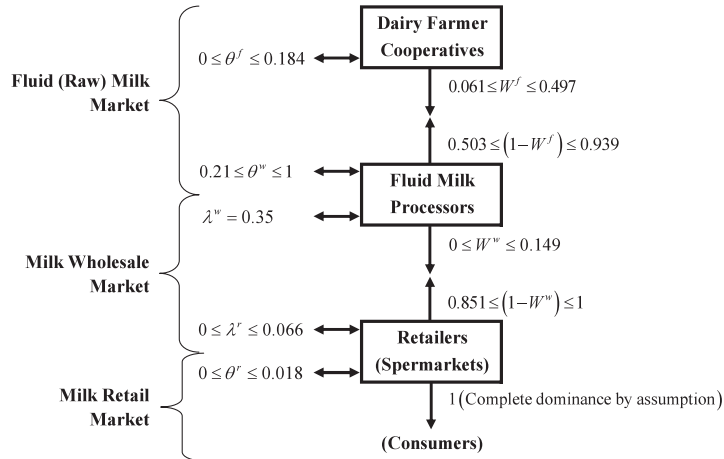 Dairy Farmer
Cooperatives
0 ≤ θ^f ≤ 0.184
Fluid (Raw) Milk
Market
0.061 ≤ W^f ≤ 0.497
0.503 ≤ (1−W^f) ≤ 0.939
0.21 ≤ θ^w ≤ 1
Fluid Milk
Processors
λ^w = 0.35
0 ≤ W^w ≤ 0.149
Milk Wholesale
Market
0.851 ≤ (1−W^w) ≤ 1
0 ≤ λ^r ≤ 0.066
Retailers
(Spermarkets)
0 ≤ θ^r ≤ 0.018
Milk Retail
Market
1 (Complete dominance by assumption)
(Consumers)